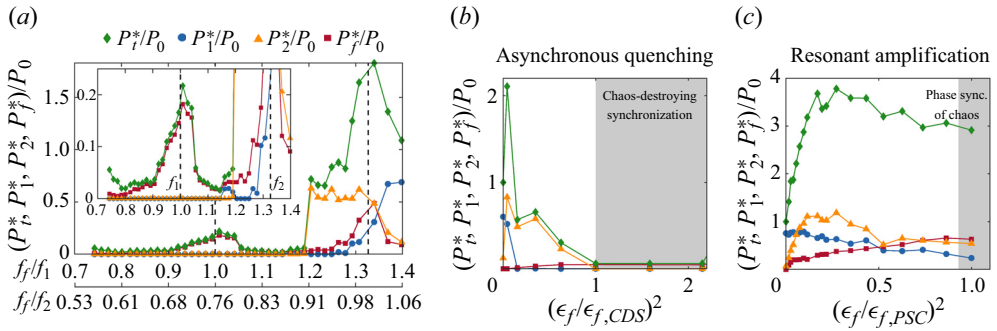 (a)
P*t/P0 P*1/P0 P*2/P0 P*f/P0
(P*t, P*1, P*2, P*f)/P0
1.5
1.0
0.5
0
0.2
0.1
0
f1
f2
0.7 0.8 0.9 1.0 1.1 1.2 1.3 1.4
ff/f1
0.7 0.8 0.9 1.0 1.1 1.2 1.3 1.4
ff/f2
0.53 0.61 0.68 0.76 0.83 0.91 0.98 1.06
(b)
Asynchronous quenching
Chaos-destroying
synchronization
(P*t, P*1, P*2, P*f)/P0
2
1
0
0 1 2
(ϵf/ϵf,CDS)²
(c)
Resonant amplification
Phase sync.
of chaos
(P*t, P*1, P*2, P*f)/P0
4
2
0
0 0.5 1.0
(ϵf/ϵf,PSC)²